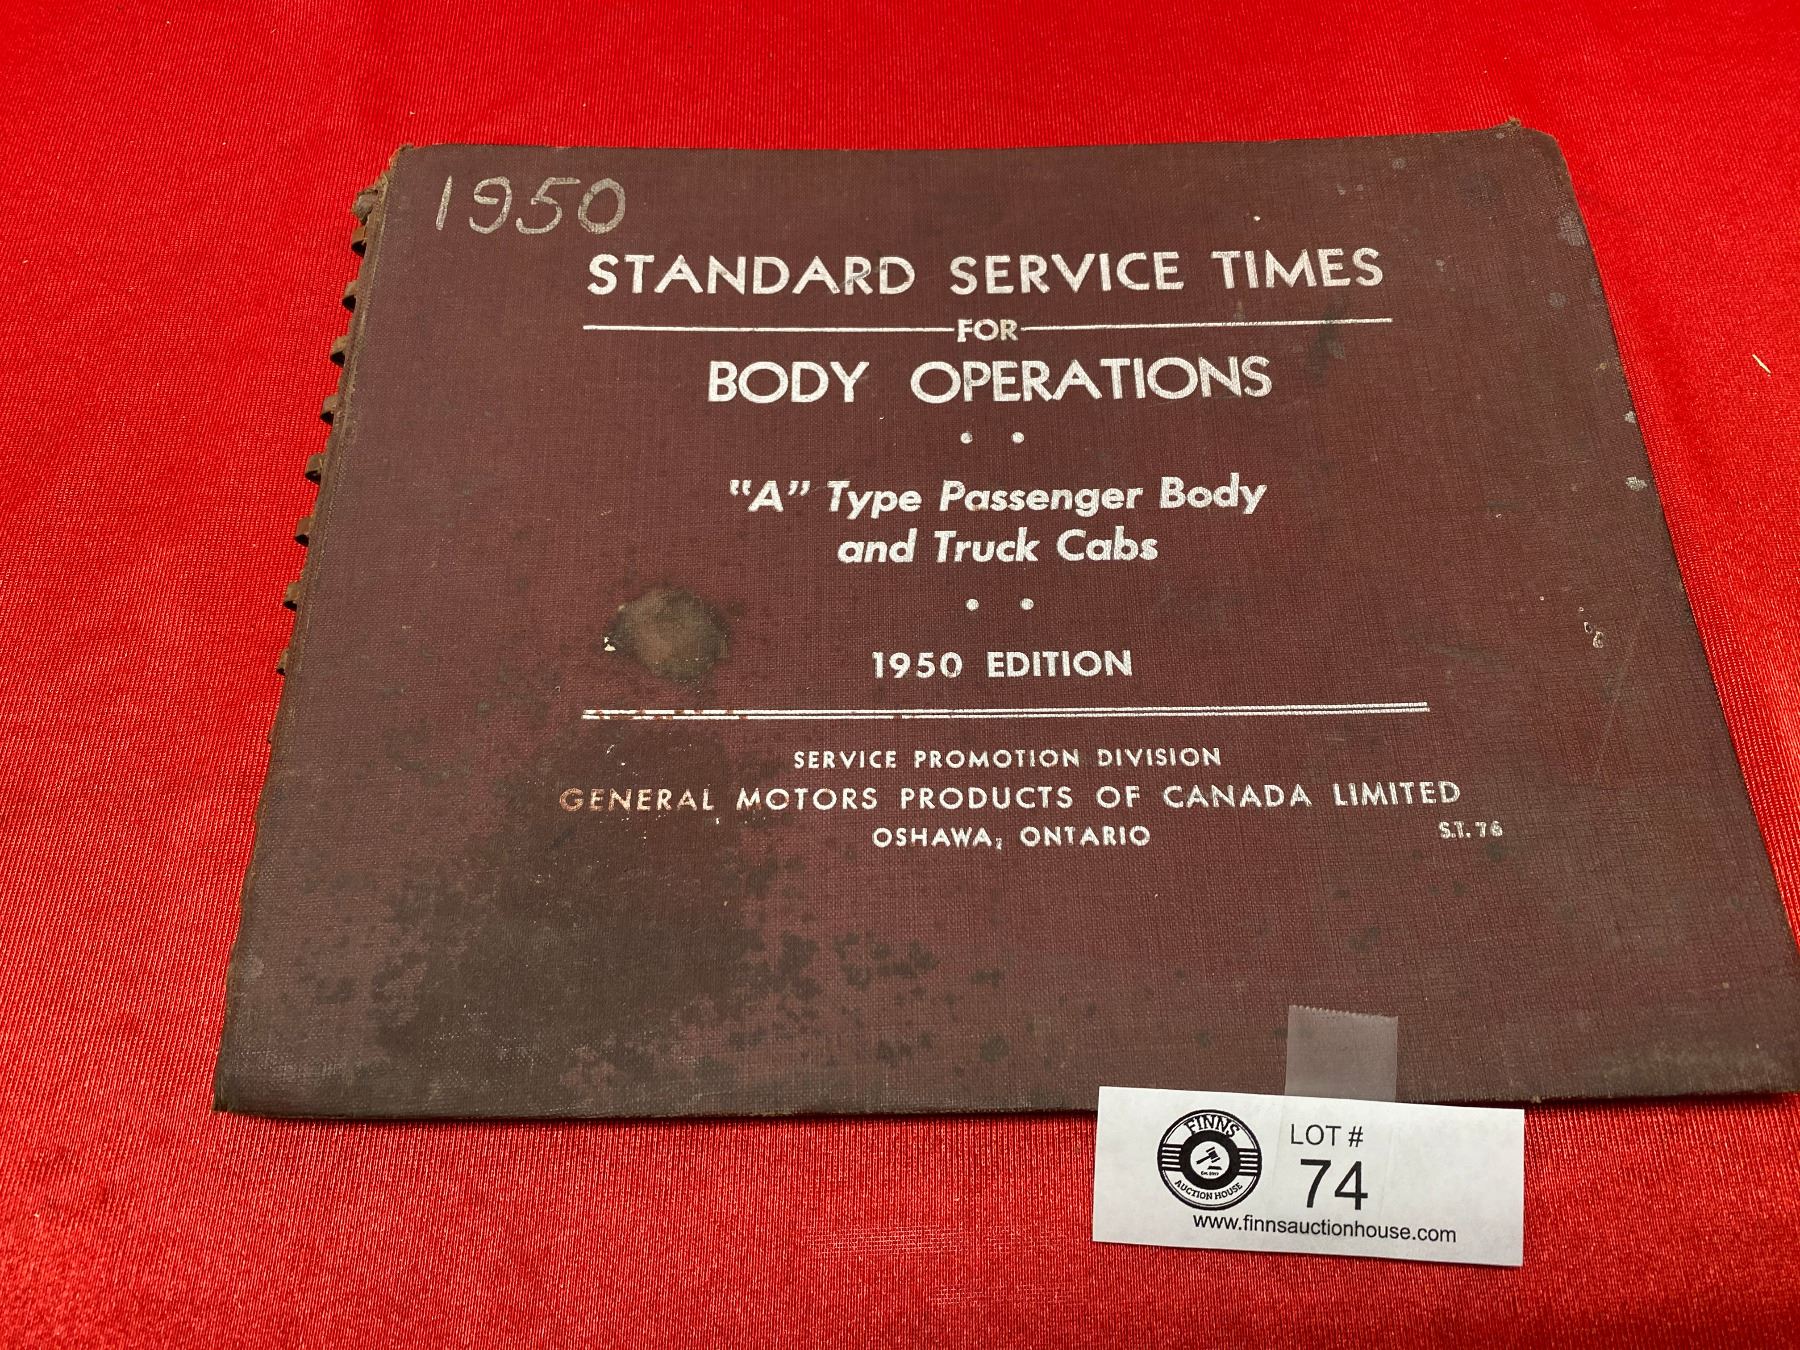 1950
STANDARD SERVICE TIMES
FOR
BODY OPERATIONS
"A" Type Passenger Body
and Truck Cabs
1950 EDITION
SERVICE PROMOTION DIVISION
GENERAL MOTORS PRODUCTS OF CANADA LIMITED
OSHAWA, ONTARIO
S.T. 76
FINNS
AUCTION HOUSE
LOT #
74
www.finnsauctionhouse.com